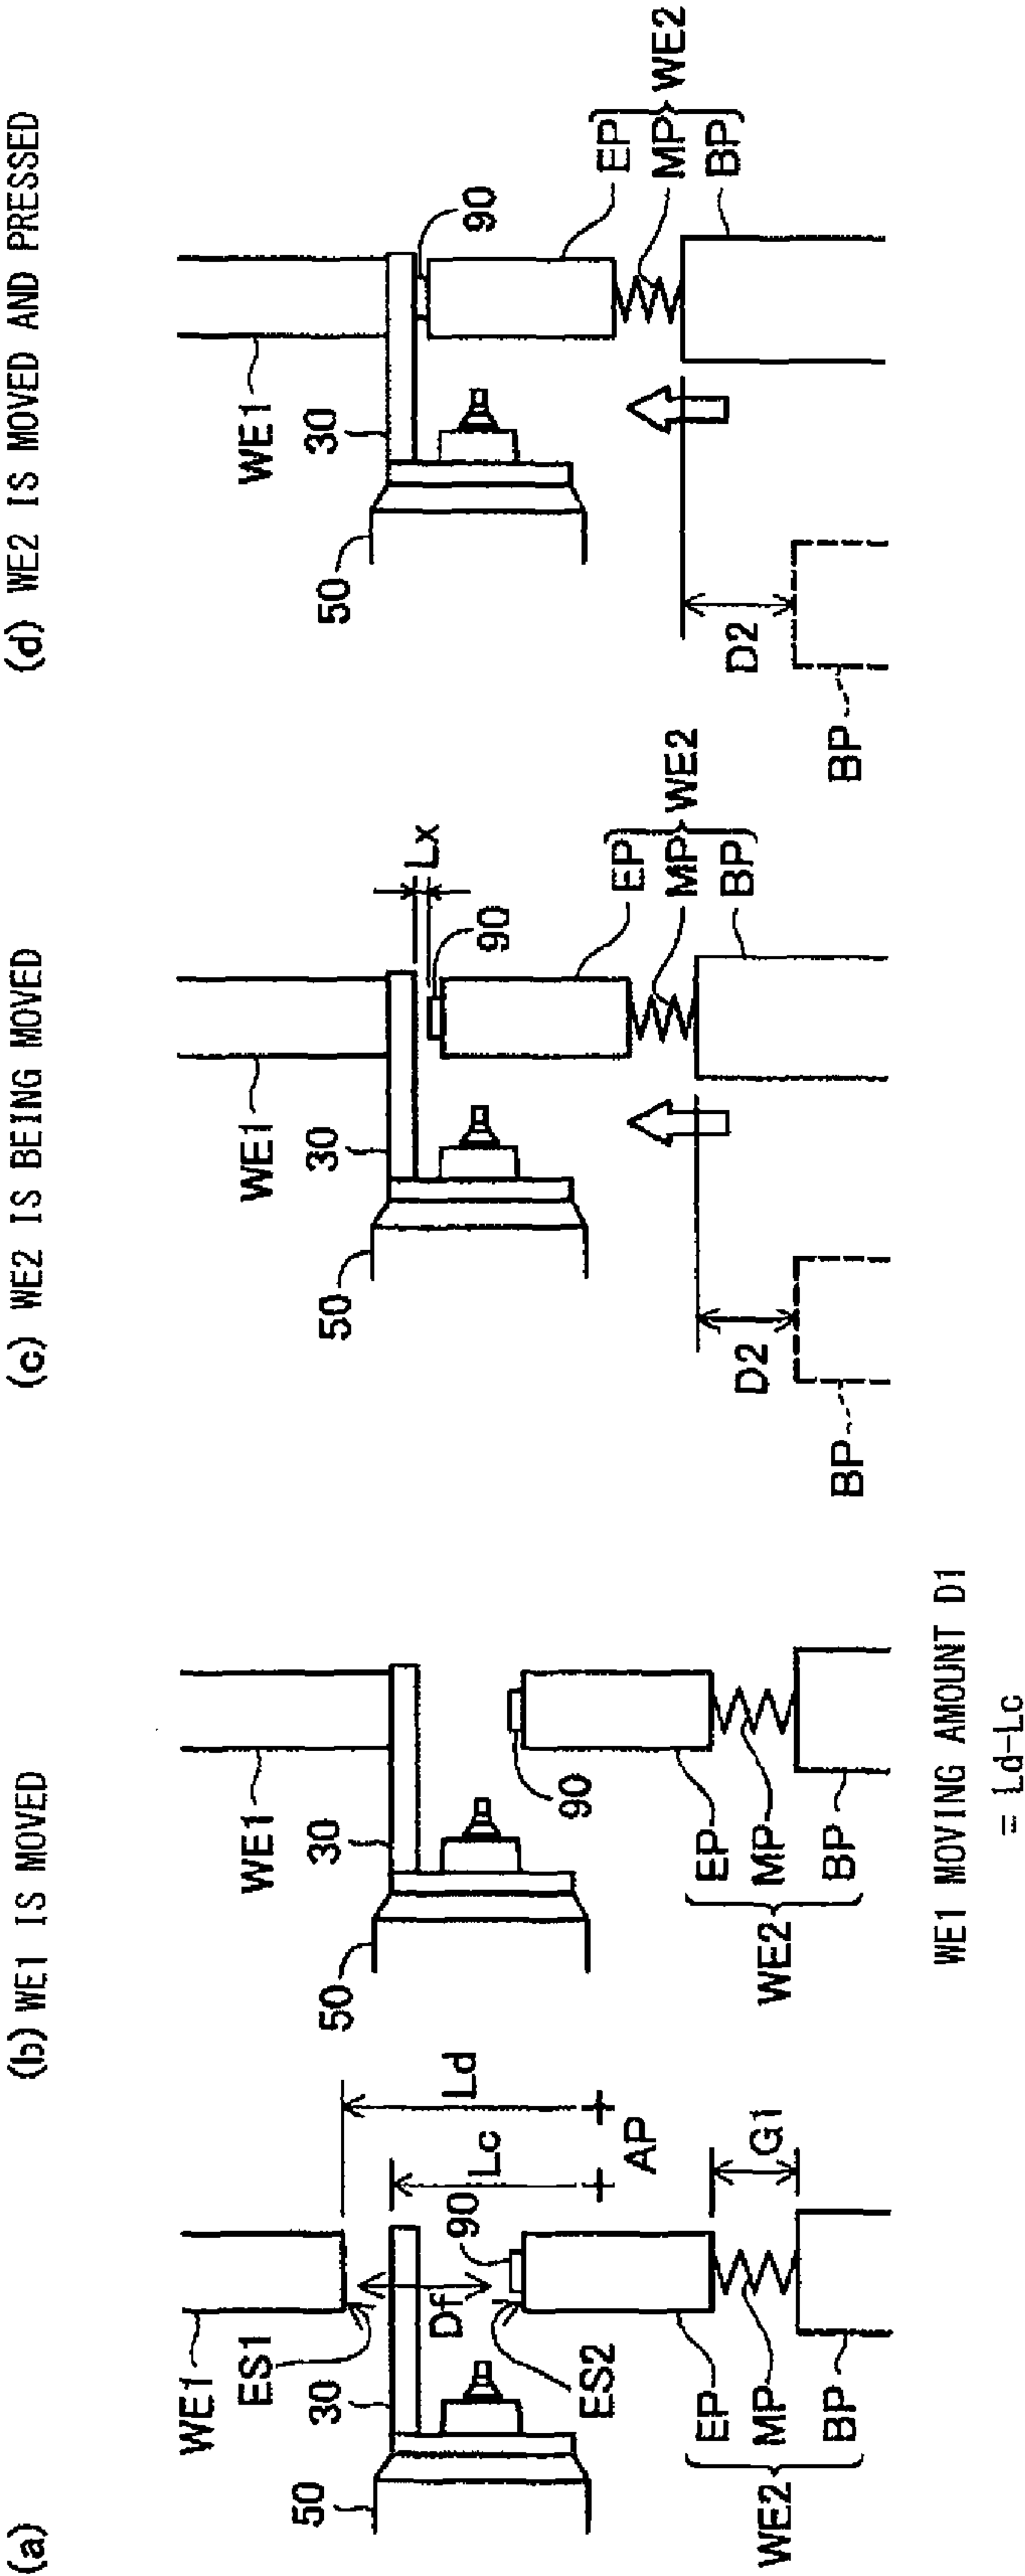 (a)
WE1
ES1
30
50
Df
90
ES2
Lc
Ld
AP
G1
EP
MP
BP
WE2
(b) WE1 IS MOVED
WE1
30
50
90
EP
MP
BP
WE2
WE1 MOVING AMOUNT D1
= Ld-Lc
(c) WE2 IS BEING MOVED
WE1
30
50
Lx
90
EP
MP
BP
WE2
D2
BP
(d) WE2 IS MOVED AND PRESSED
WE1
30
50
90
EP
MP
BP
WE2
D2
BP